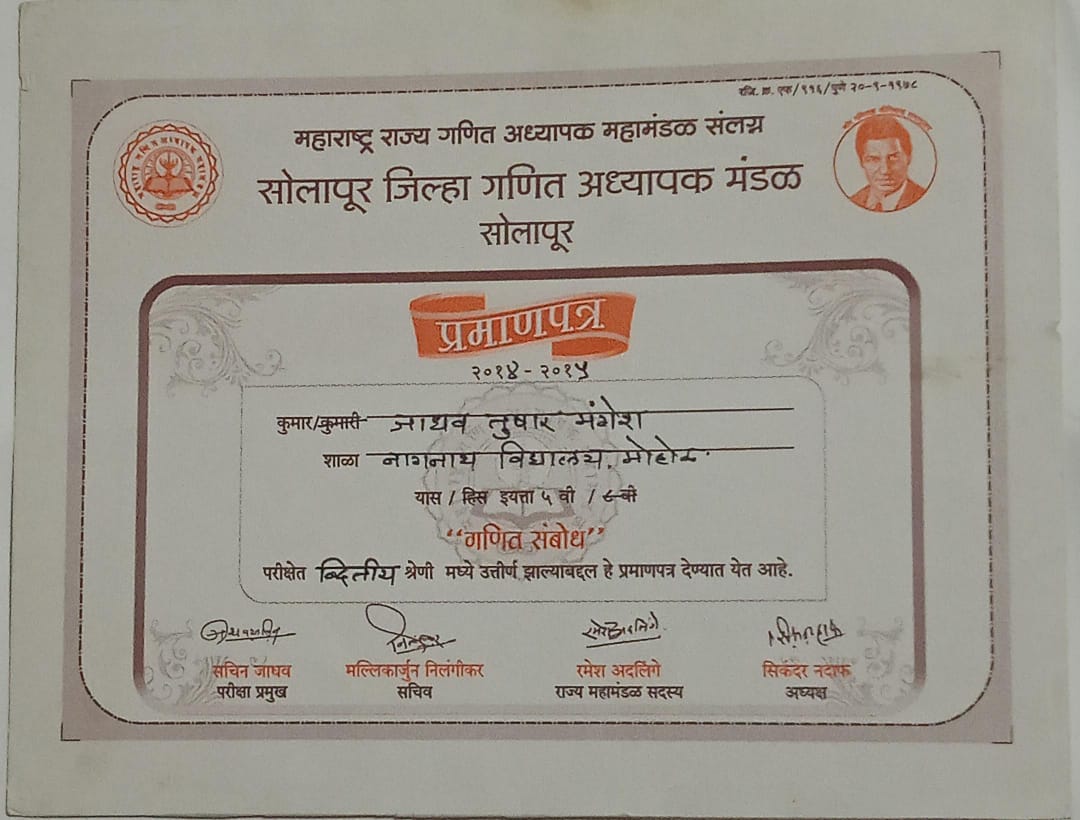 रजि. क्र. एफ/११६/पुणे २०-१-१९७८
महाराष्ट्र राज्य गणित अध्यापक महामंडळ संलग्न
सोलापूर जिल्हा गणित अध्यापक मंडळ
सोलापूर
प्रमाणपत्र
२०१४ - २०१५
कुमार/कुमारी जाधव तुषार मंगेश
शाळा नागनाथ विद्यालय, मोहोळ.
यास / हिस इयत्ता ५ वी / ८ वी
“गणित संबोध”
परीक्षेत द्वितीय श्रेणी मध्ये उत्तीर्ण झाल्याबद्दल हे प्रमाणपत्र देण्यात येत आहे.
सचिन जाधव मल्लिकार्जुन निलंगीकर रमेश अदलिंगे सिकंदर नदाफ
परीक्षा प्रमुख सचिव राज्य महामंडळ सदस्य अध्यक्ष